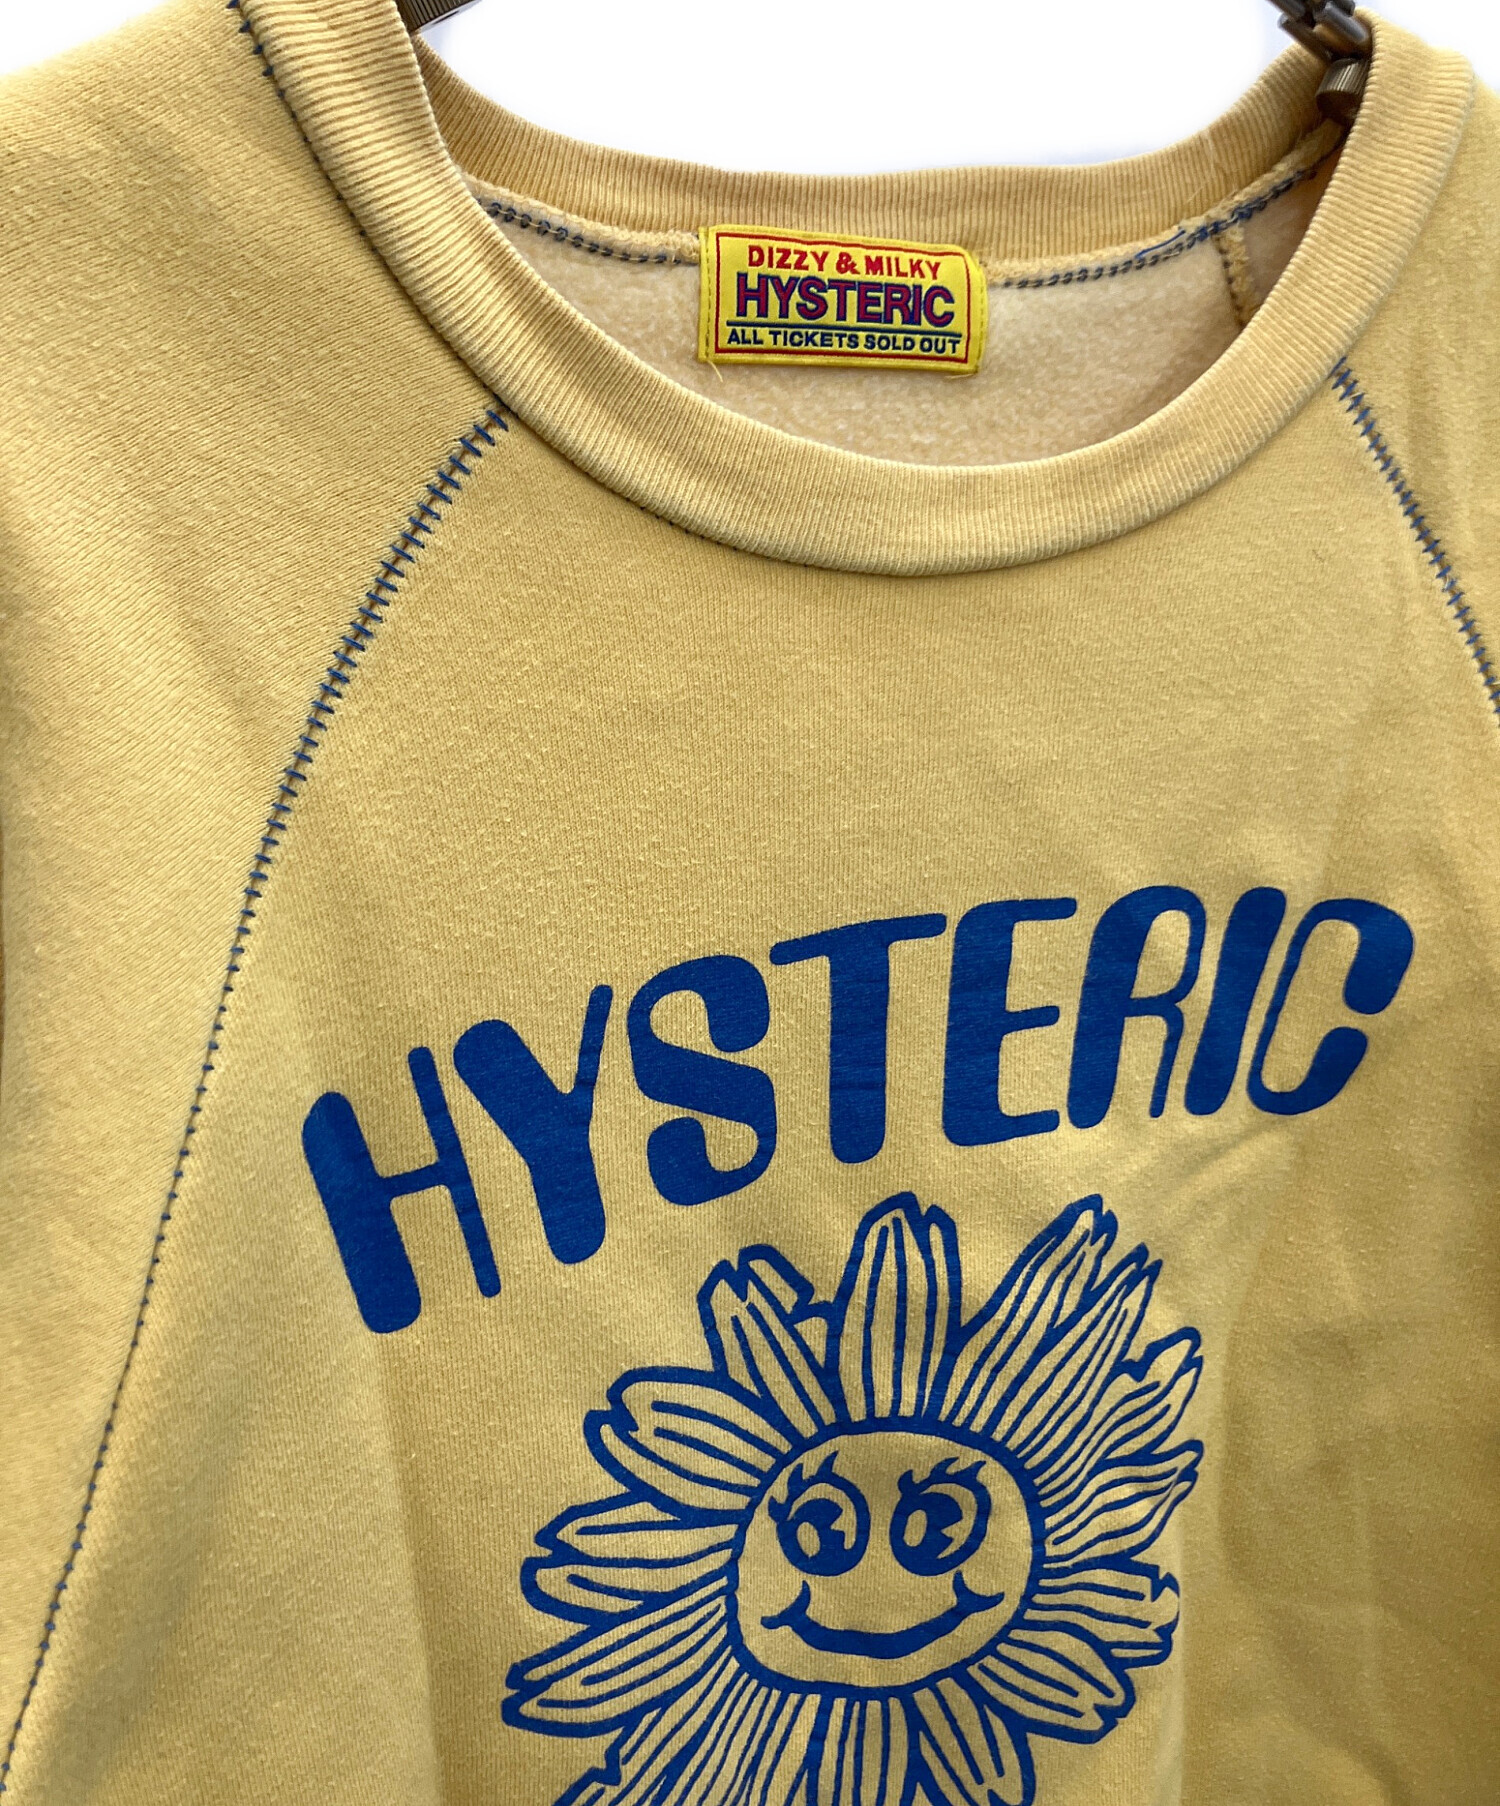 DIZZY & MILKY
HYSTERIC
ALL TICKETS SOLD OUT
HYSTERIC